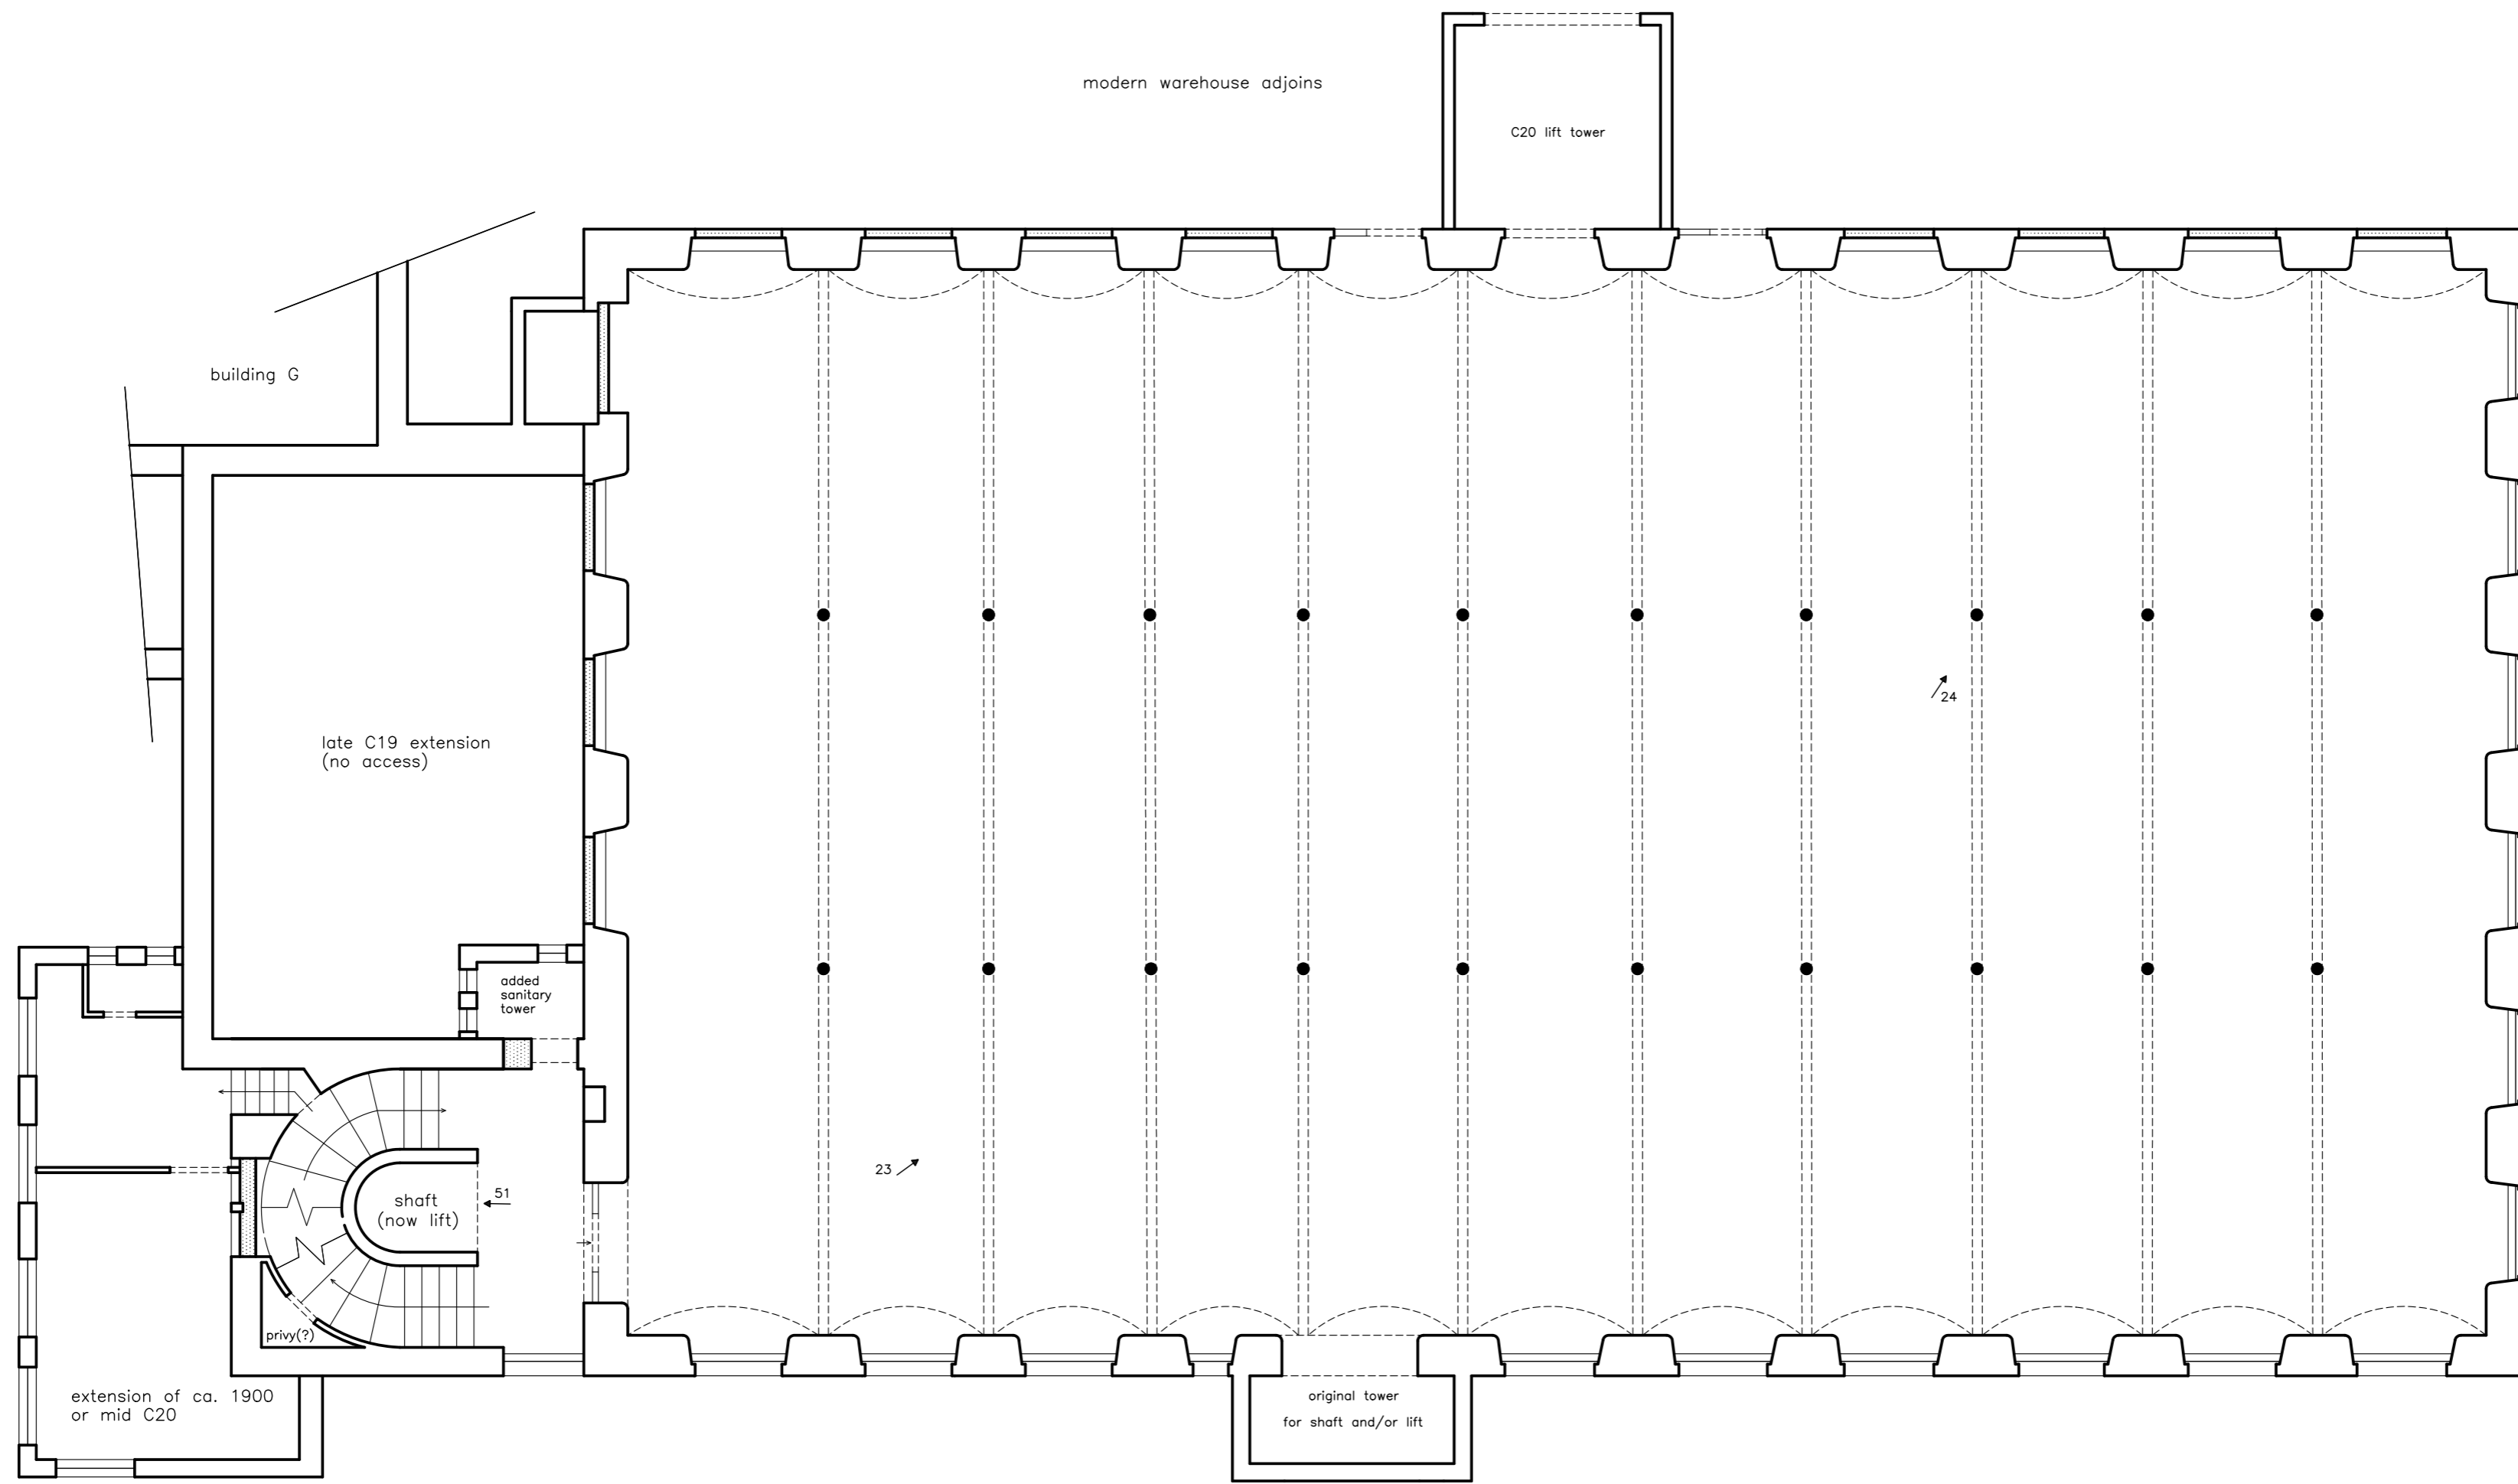 modern warehouse adjoins
C20 lift tower
building G
24
late C19 extension
(no access)
added
sanitary
tower
23
51
shaft
(now lift)
privy(?)
extension of ca. 1900
or mid C20
original tower
for shaft and/or lift